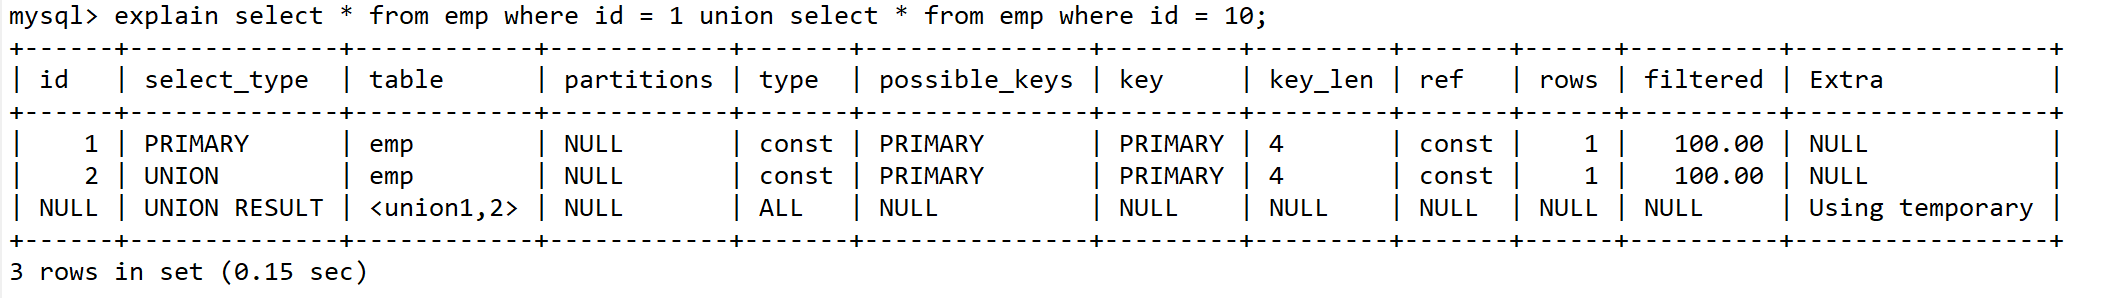 mysql> explain select * from emp where id = 1 union select * from emp where id = 10;
+------+--------------+------------+------------+-------+---------------+---------+---------+-------+------+----------+-----------------+
| id   | select_type  | table      | partitions | type  | possible_keys | key     | key_len | ref   | rows | filtered | Extra           |
+------+--------------+------------+------------+-------+---------------+---------+---------+-------+------+----------+-----------------+
|    1 | PRIMARY      | emp        | NULL       | const | PRIMARY       | PRIMARY | 4       | const |    1 |   100.00 | NULL            |
|    2 | UNION        | emp        | NULL       | const | PRIMARY       | PRIMARY | 4       | const |    1 |   100.00 | NULL            |
| NULL | UNION RESULT | <union1,2> | NULL       | ALL   | NULL          | NULL    | NULL    | NULL  | NULL | NULL     | Using temporary |
+------+--------------+------------+------------+-------+---------------+---------+---------+-------+------+----------+-----------------+
3 rows in set (0.15 sec)